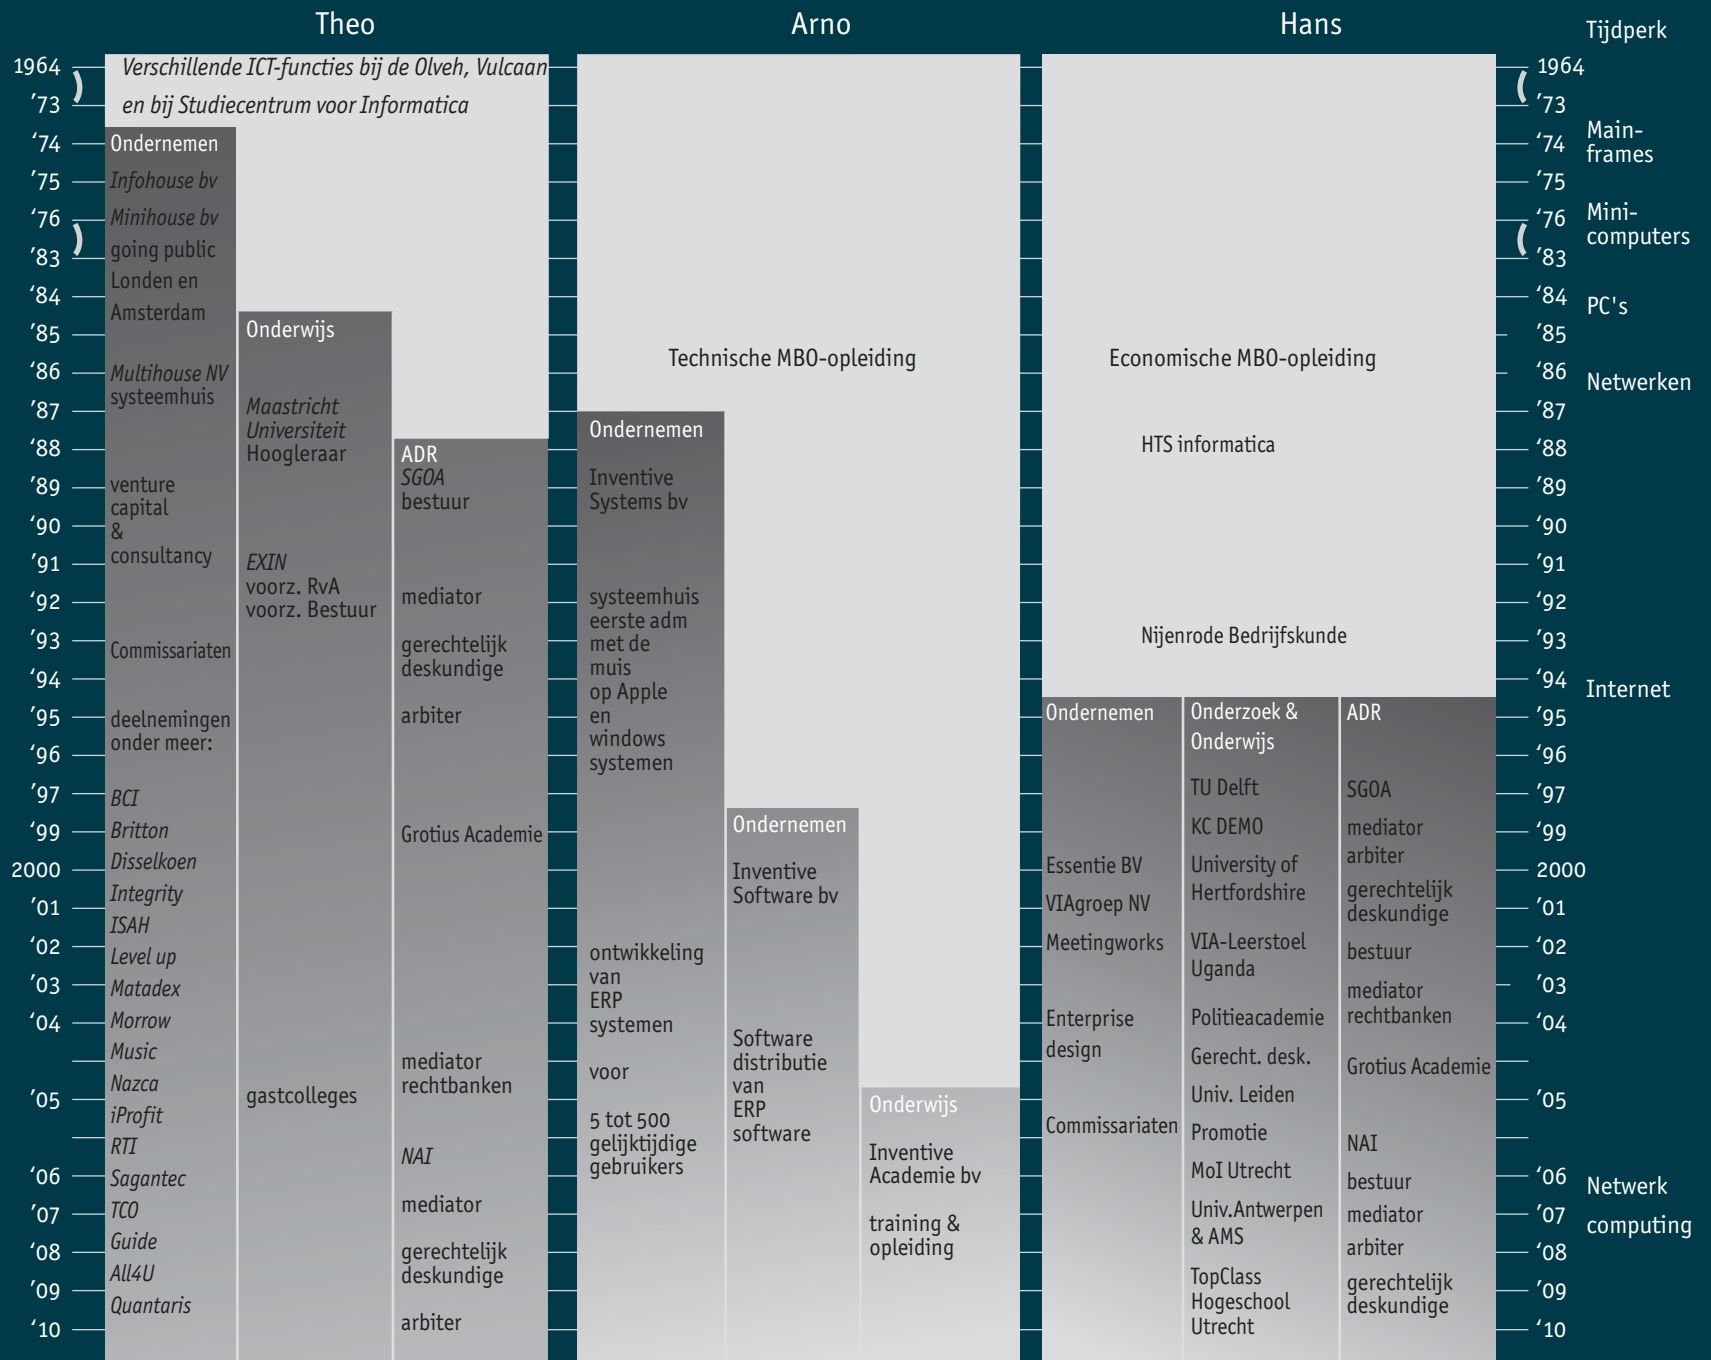 Theo
Arno
Hans
Tijdperk
1964
'73
‘74
'75
'76
'83
‘84
'85
'86
'87
‘88
'89
'90
'91
'92
'93
'94
'95
'96
'97
‘99
2000
'01
'02
'03
'04
'05
'06
'07
'08
'09
'10
Verschillende ICT-functies bij de Olveh, Vulcaan
en bij Studiecentrum voor Informatica
Ondernemen
Infohouse bv
Minihouse bv
going public
Londen en
Amsterdam
Multihouse NV
systeemhuis
venture
capital
&
consultancy
Commissariaten
deelnemingen
onder meer:
BCI
Britton
Disselkoen
Integrity
ISAH
Level up
Matadex
Morrow
Music
Nazca
iProfit
RTI
Sagantec
TCO
Guide
All4U
Quantaris
Onderwijs
Maastricht
Universiteit
Hoogleraar
EXIN
voorz. RvA
voorz. Bestuur
gastcolleges
ADR
SGOA
bestuur
mediator
gerechtelijk
deskundige
arbiter
Grotius Academie
mediator
rechtbanken
NAI
mediator
gerechtelijk
deskundige
arbiter
Technische MBO-opleiding
Ondernemen
Inventive
Systems bv
systeemhuis
eerste adm
met de
muis
op Apple
en
windows
systemen
ontwikkeling
van
ERP
systemen
voor
5 tot 500
gelijktijdige
gebruikers
Ondernemen
Inventive
Software bv
Software
distributie
van
ERP
software
Onderwijs
Inventive
Academie bv
training &
opleiding
Economische MBO-opleiding
HTS informatica
Nijenrode Bedrijfskunde
Ondernemen
Essentie BV
VIAgroep NV
Meetingworks
Enterprise
design
Commissariaten
Onderzoek &
Onderwijs
TU Delft
KC DEMO
University of
Hertfordshire
VIA-Leerstoel
Uganda
Politieacademie
Gerecht. desk.
Univ. Leiden
Promotie
MoI Utrecht
Univ.Antwerpen
& AMS
TopClass
Hogeschool
Utrecht
ADR
SGOA
mediator
arbiter
gerechtelijk
deskundige
bestuur
mediator
rechtbanken
Grotius Academie
NAI
bestuur
mediator
arbiter
gerechtelijk
deskundige
1964
'73
‘74
'75
'76
'83
‘84
'85
'86
'87
‘88
'89
'90
'91
'92
'93
'94
'95
'96
'97
‘99
2000
'01
'02
'03
'04
'05
'06
'07
'08
'09
'10
Main-
frames
Mini-
computers
PC's
Netwerken
Internet
Netwerk
computing